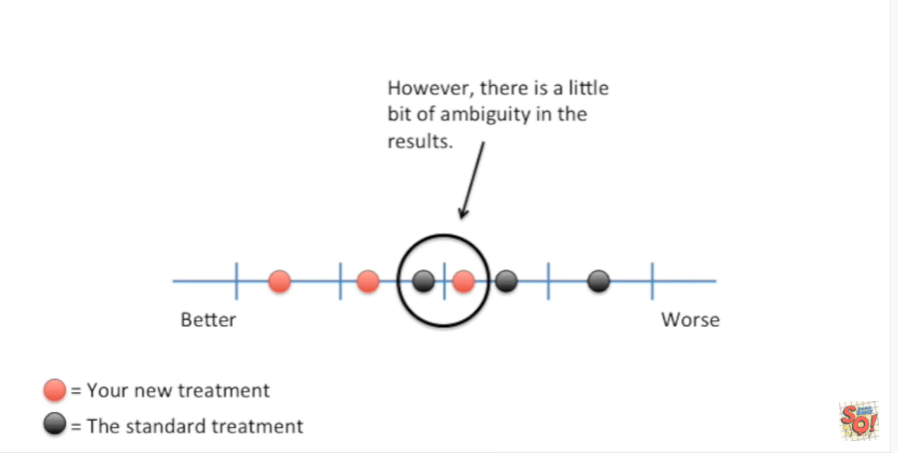 However, there is a little
bit of ambiguity in the
results.
Better
Worse
= Your new treatment
= The standard treatment